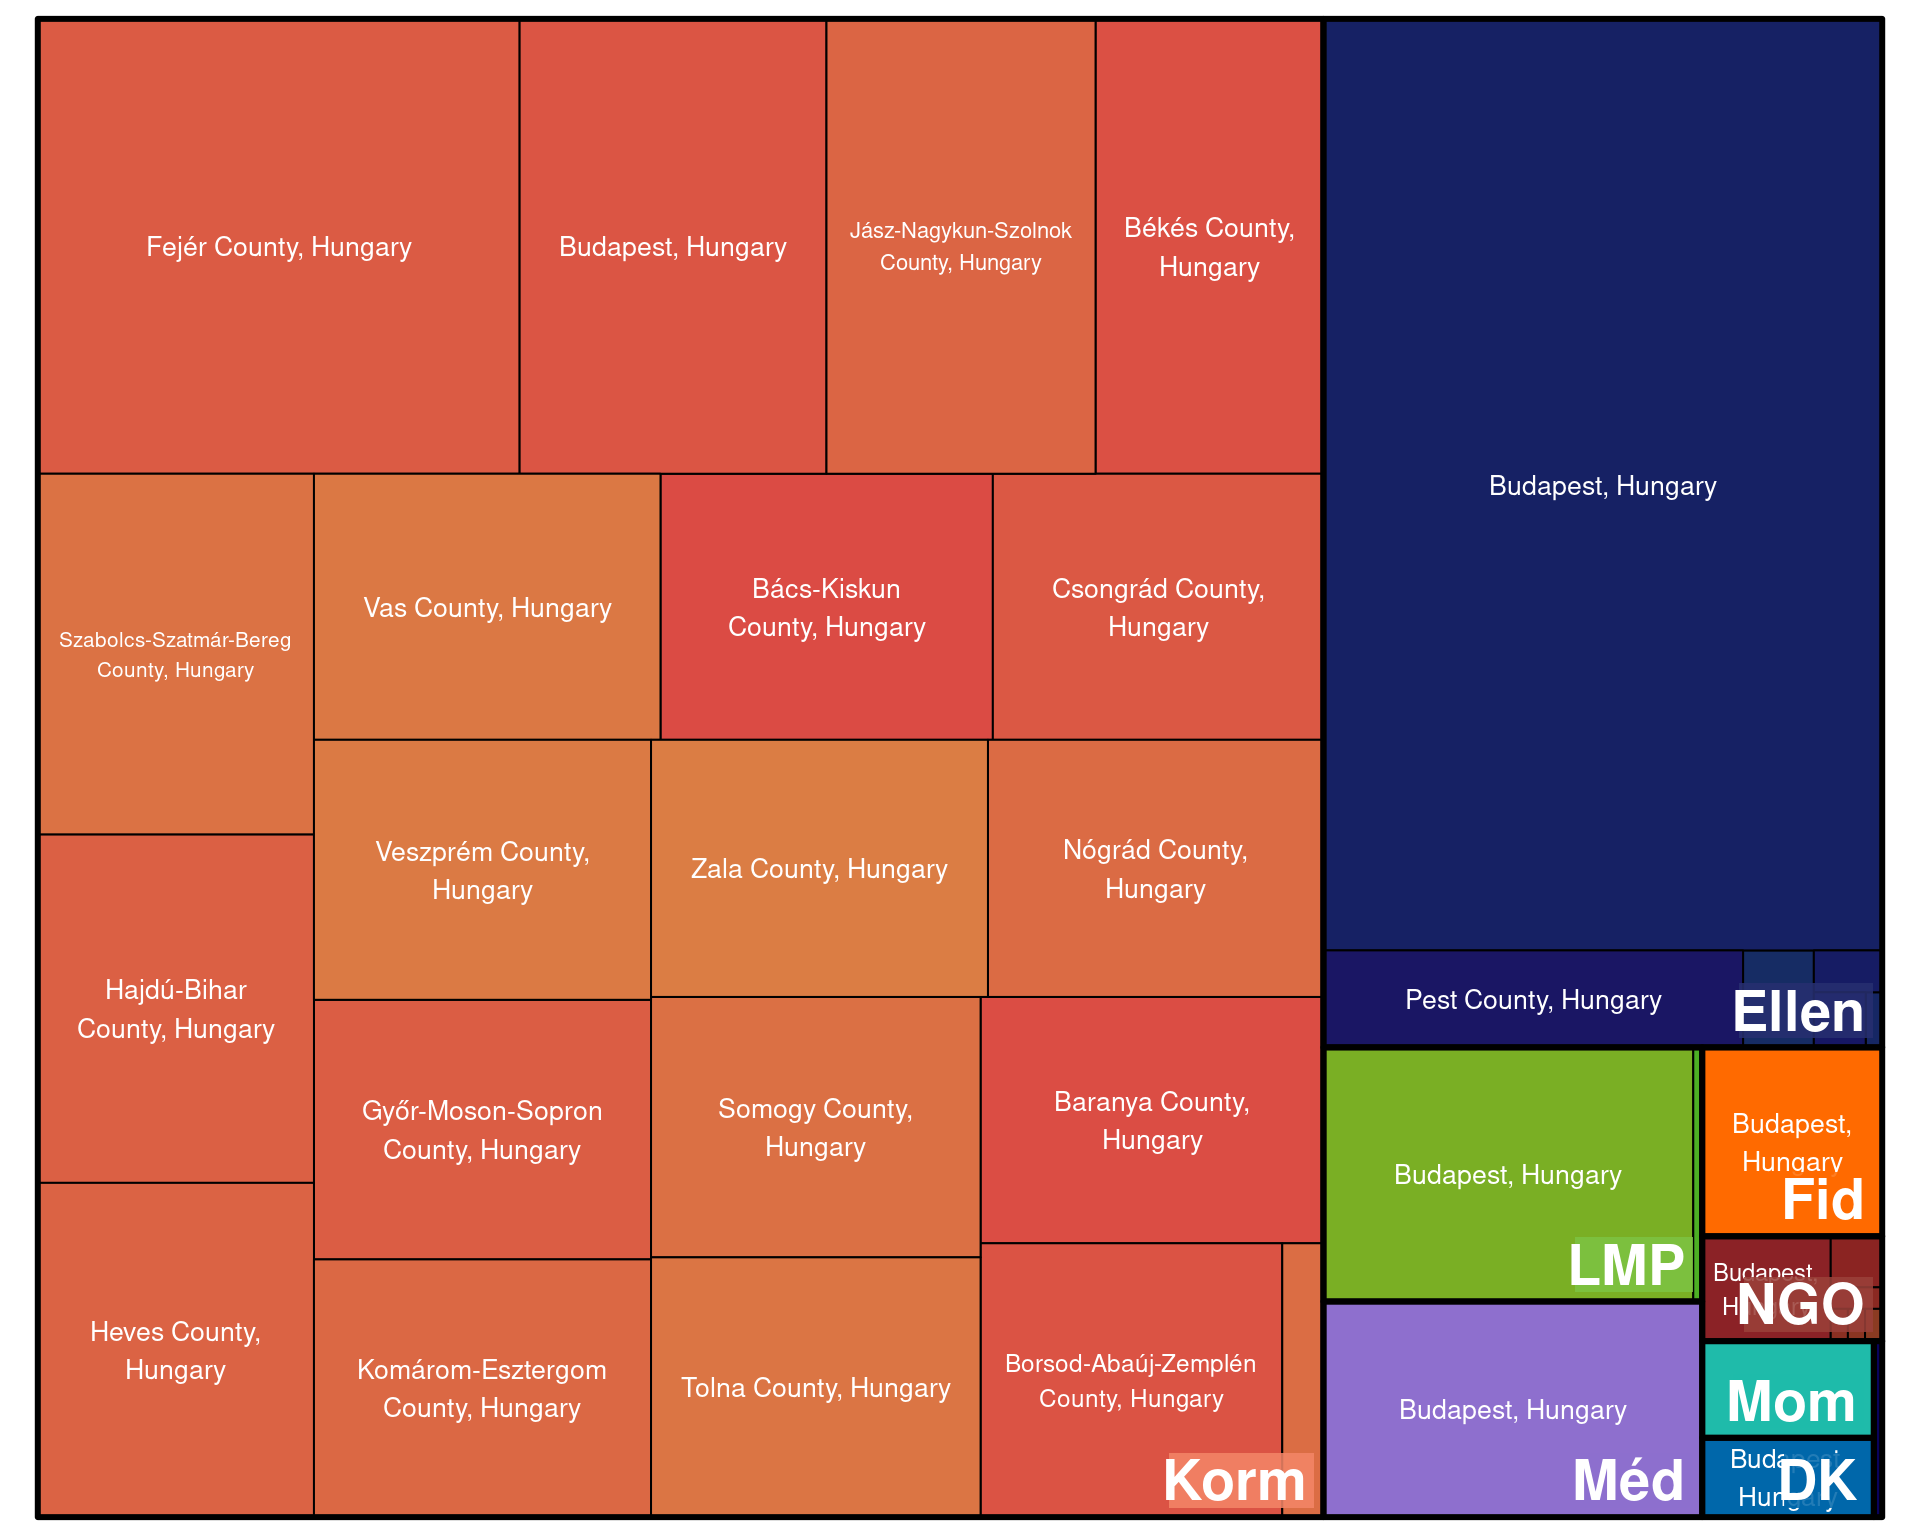 Fejér County, Hungary
Budapest, Hungary
Jász-Nagykun-Szolnok
County, Hungary
Békés County,
Hungary
Budapest, Hungary
Szabolcs-Szatmár-Bereg
County, Hungary
Vas County, Hungary
Bács-Kiskun
County, Hungary
Csongrád County,
Hungary
Veszprém County,
Hungary
Zala County, Hungary
Nógrád County,
Hungary
Hajdú-Bihar
County, Hungary
Pest County, Hungary
Ellen
Győr-Moson-Sopron
County, Hungary
Somogy County,
Hungary
Baranya County,
Hungary
Budapest, Hungary
LMP
Budapest,
Hungary
Fid
Budapest,
NGO
Heves County,
Hungary
Komárom-Esztergom
County, Hungary
Tolna County, Hungary
Borsod-Abaúj-Zemplén
County, Hungary
Korm
Budapest, Hungary
Méd
Mom
Budapest,
Hungary
DK